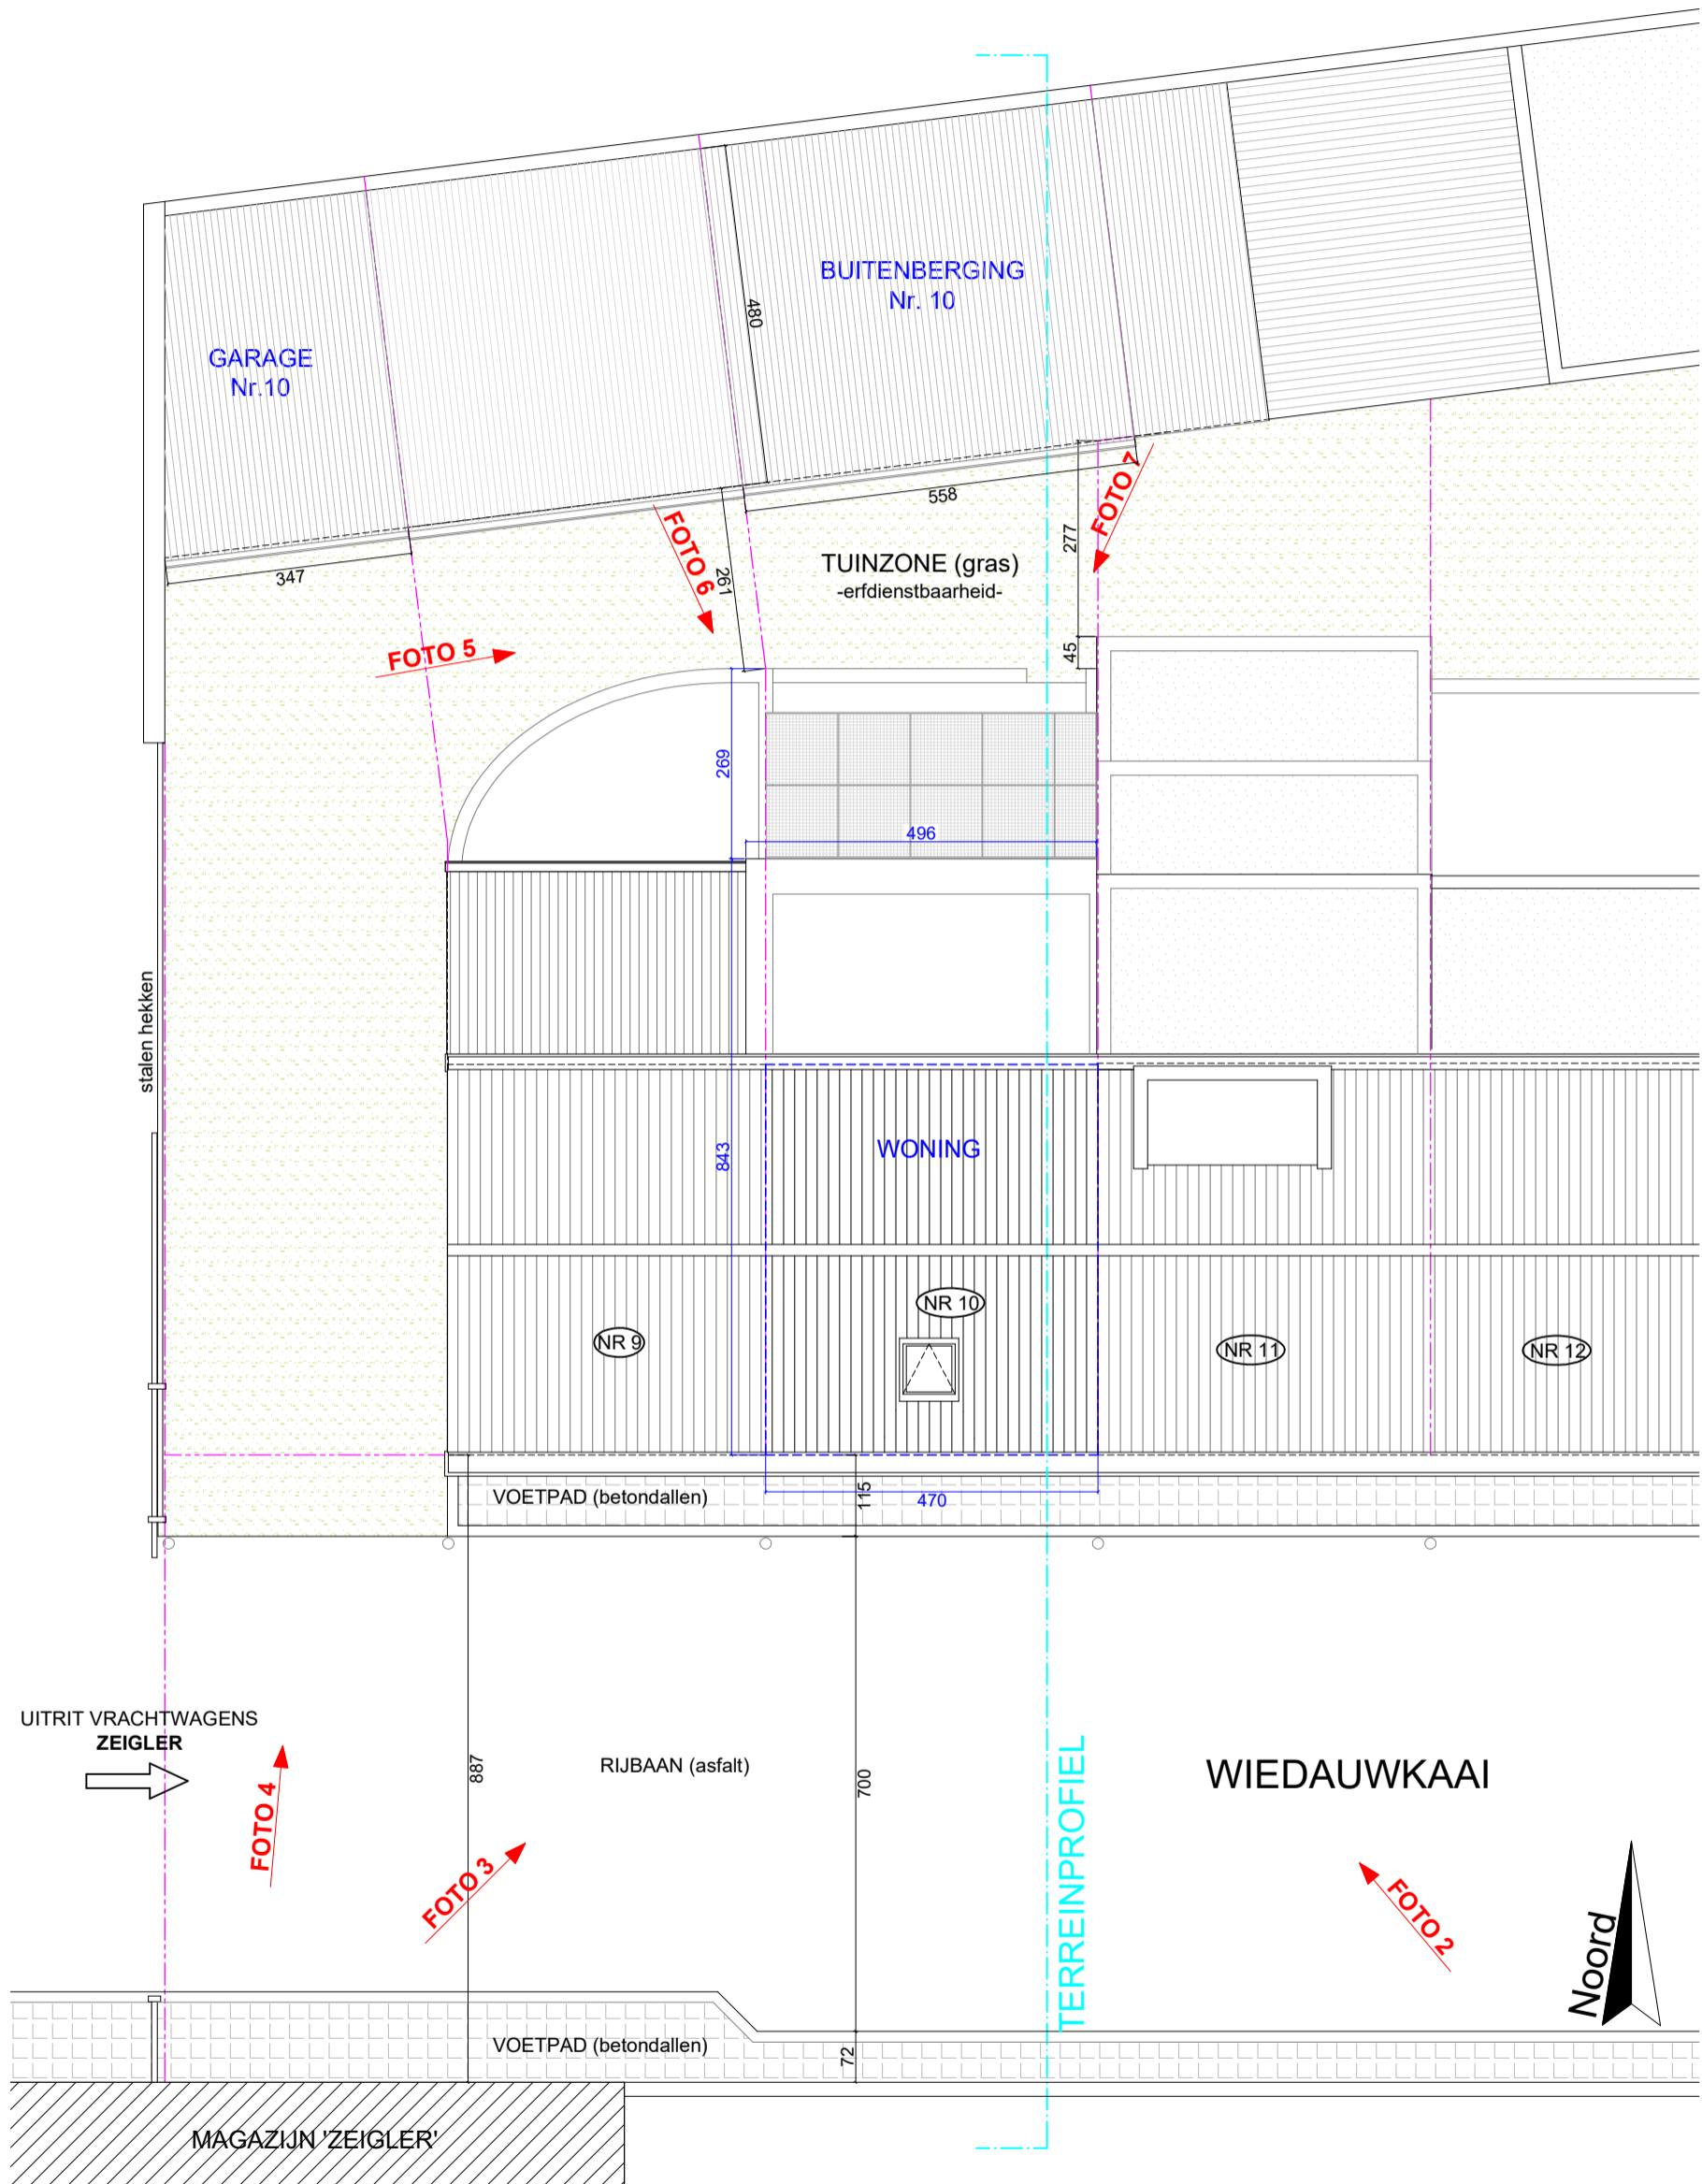 BUITENBERGING
Nr. 10
480
GARAGE
Nr.10
FOTO 7
558
277
FOTO 6
261
TUINZONE (gras)
-erfdienstbaarheid-
347
FOTO 5
45
269
496
stalen hekken
843
WONING
NR 10
NR 9
NR 11
NR 12
VOETPAD (betondallen)
115
470
UITRIT VRACHTWAGENS
ZEIGLER
887
RIJBAAN (asfalt)
700
TERREINPROFIEL
WIEDAUWKAAI
FOTO 4
FOTO 3
FOTO 2
Noord
VOETPAD (betondallen)
72
MAGAZIJN 'ZEIGLER'